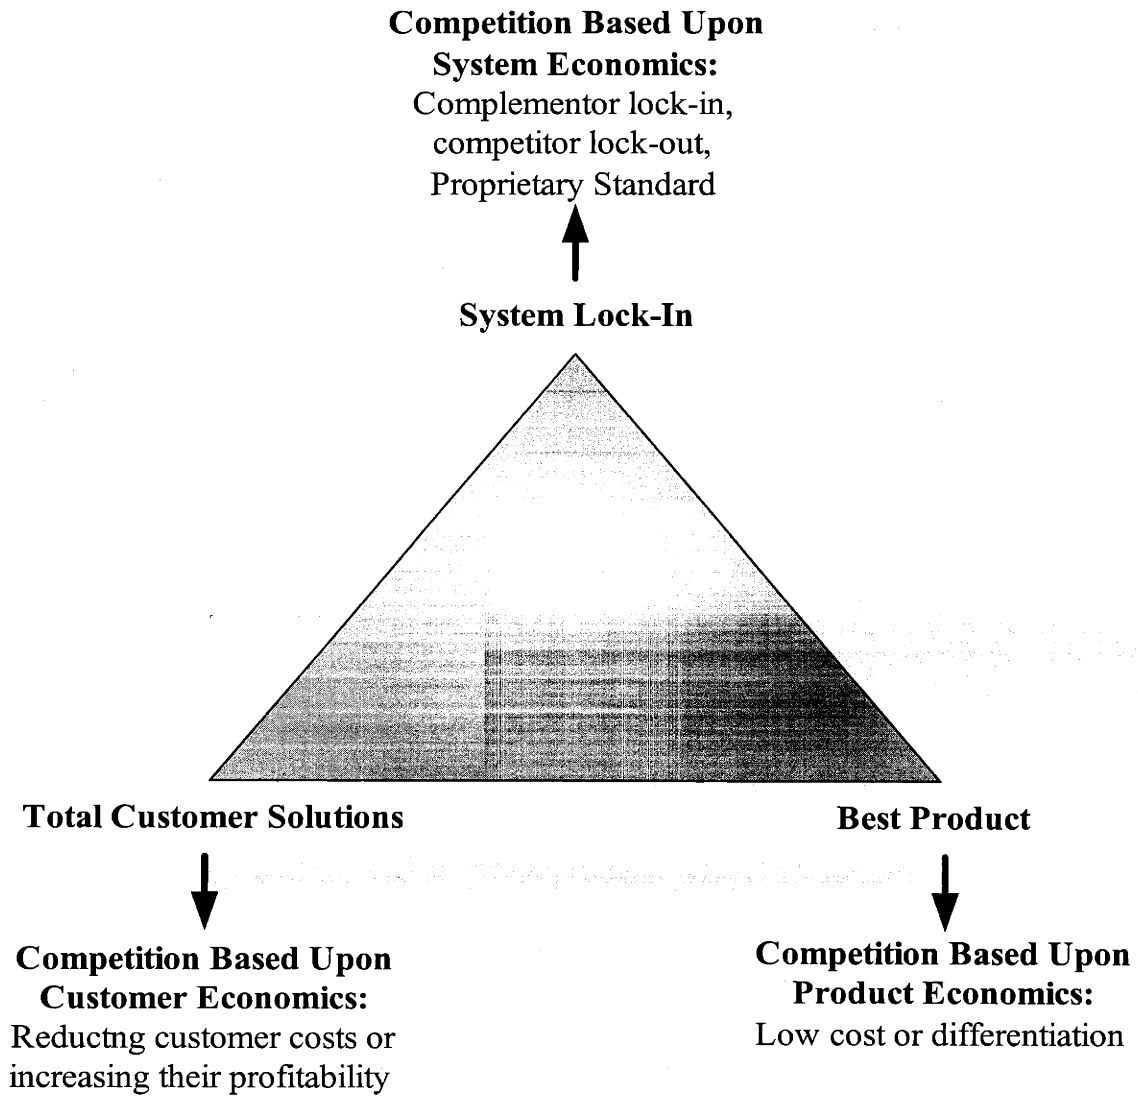 Competition Based Upon
System Economics:
Complementor lock-in,
competitor lock-out,
Proprietary Standard
System Lock-In
Total Customer Solutions
Best Product
Competition Based Upon
Customer Economics:
Reductng customer costs or
increasing their profitability
Competition Based Upon
Product Economics:
Low cost or differentiation